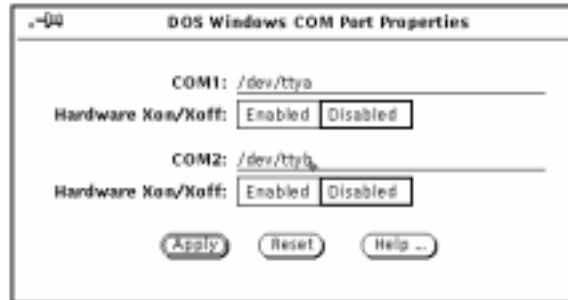 DOS Windows COM Port Properties
COM1: /dev/ttya
Hardware Xon/Xoff: Enabled Disabled
COM2: /dev/ttyb
Hardware Xon/Xoff: Enabled Disabled
Apply Reset Help ...